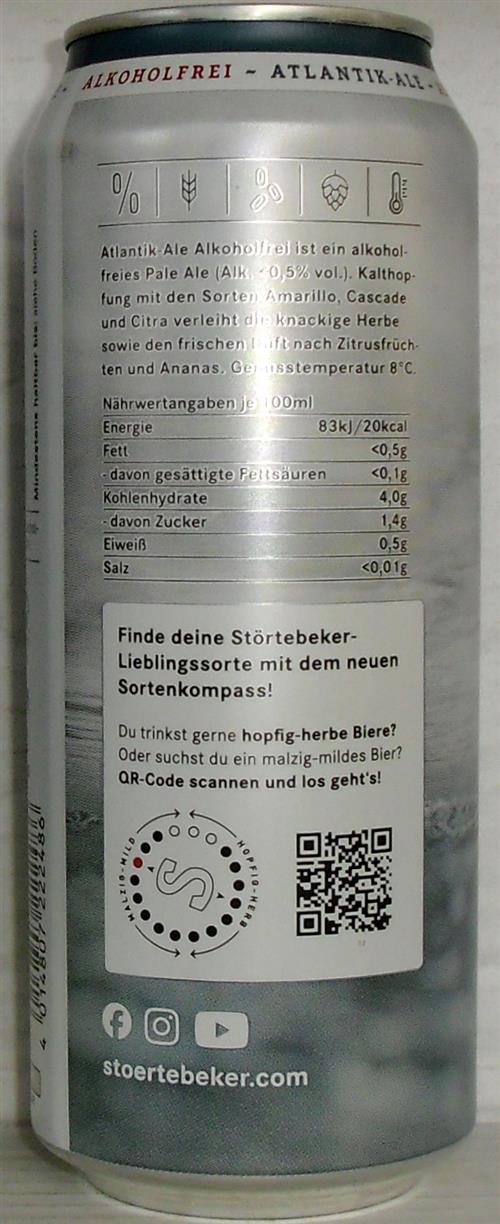 ALKOHOLFREI ~ ATLANTIK-ALE -
Atlantik-Ale Alkoholfrei ist ein alkohol-
freies Pale Ale (Alk. <0,5% vol.). Kalthop-
fung mit den Sorten Amarillo, Cascade
und Citra verleiht die knackige Herbe
sowie den frischen Duft nach Zitrusfrüch-
ten und Ananas. Genusstemperatur 8°C.
Nährwertangaben je 100ml
Energie 83kJ/20kcal
Fett <0,5g
- davon gesättigte Fettsäuren <0,1g
Kohlenhydrate 4,0g
- davon Zucker 1,4g
Eiweiß 0,5g
Salz <0,01g
Finde deine Störtebeker-
Lieblingssorte mit dem neuen
Sortenkompass!
Du trinkst gerne hopfig-herbe Biere?
Oder suchst du ein malzig-mildes Bier?
QR-Code scannen und los geht's!
MALZIG-MILD
HOPFIG-HERB
S
stoertebeker.com
Mindestens haltbar bis: siehe Boden
4 014807 222486